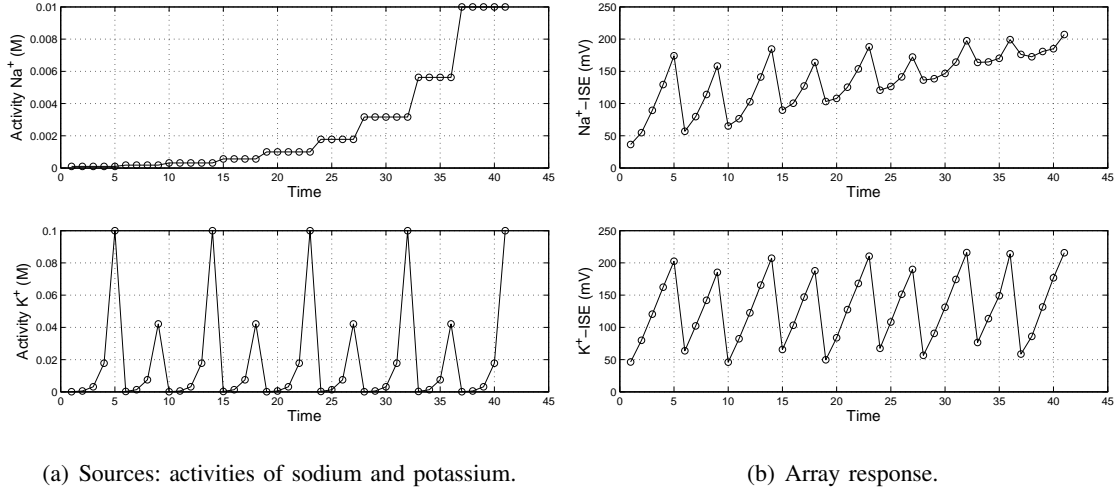 0.01
0.008
0.006
0.004
0.002
0
Activity Na+ (M)
0 5 10 15 20 25 30 35 40 45
Time
250
200
150
100
50
0
Na+−ISE (mV)
0 5 10 15 20 25 30 35 40 45
Time
0.1
0.08
0.06
0.04
0.02
0
Activity K+ (M)
0 5 10 15 20 25 30 35 40 45
Time
250
200
150
100
50
0
K+−ISE (mV)
0 5 10 15 20 25 30 35 40 45
Time
(a) Sources: activities of sodium and potassium.
(b) Array response.